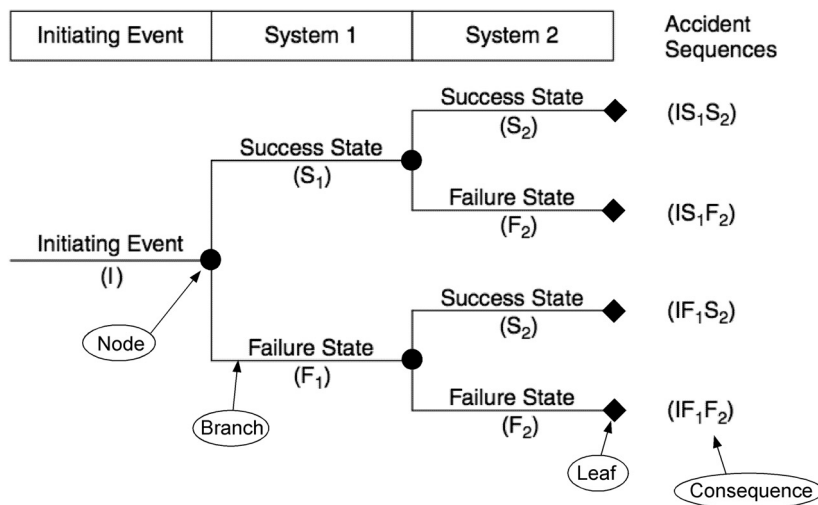 Initiating Event System 1 System 2 Accident
Sequences
Success State
(S₂)
(IS₁S₂)
Success State
(S₁)
Failure State
(F₂)
(IS₁F₂)
Initiating Event
(I)
Success State
(S₂)
(IF₁S₂)
Node
Failure State
(F₁)
Failure State
(F₂)
(IF₁F₂)
Branch
Leaf
Consequence